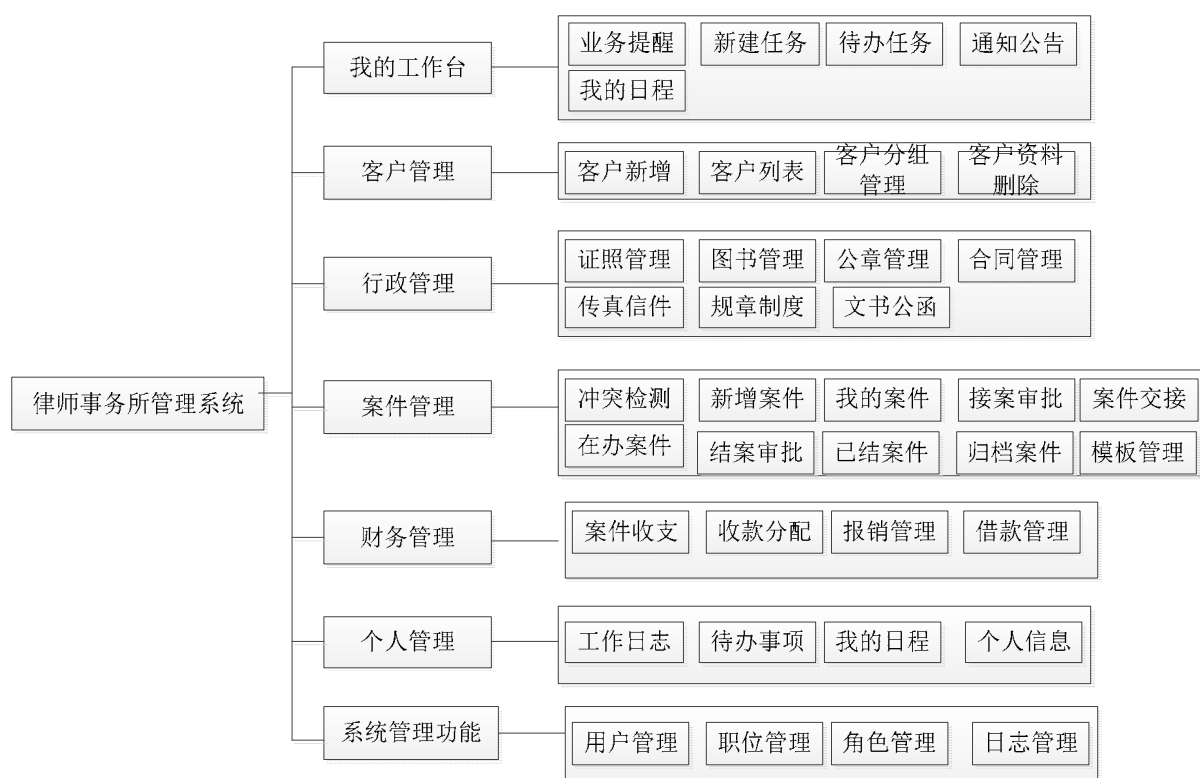 我的工作台
业务提醒 新建任务 待办任务 通知公告
我的日程
客户管理
客户新增 客户列表 客户分组 客户资料
管理 删除
行政管理
证照管理 图书管理 公章管理 合同管理
传真信件 规章制度 文书公函
律师事务所管理系统
案件管理
冲突检测 新增案件 我的案件 接案审批 案件交接
在办案件 结案审批 已结案件 归档案件 模板管理
财务管理
案件收支 收款分配 报销管理 借款管理
个人管理
工作日志 待办事项 我的日程 个人信息
系统管理功能
用户管理 职位管理 角色管理 日志管理